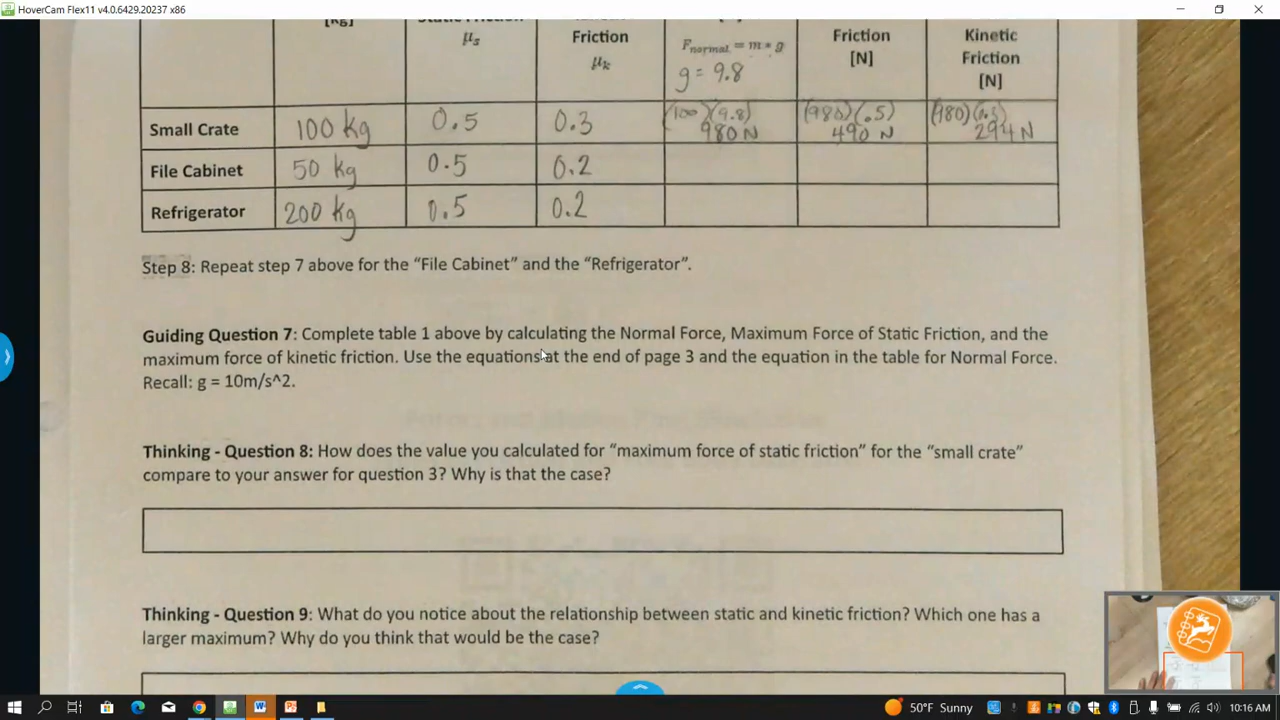 HoverCam Flex11 v4.0.6429.20237 x86
[kg]
μs
Friction
μk
Fnormal = m * g
g = 9.8
Friction
[N]
Kinetic
Friction
[N]
Small Crate 100 kg 0.5 0.3 (100)(9.8) 980 N (980)(.5) 490 N (980) 294 N
File Cabinet 50 kg 0.5 0.2
Refrigerator 200 kg 0.5 0.2
Step 8: Repeat step 7 above for the “File Cabinet” and the “Refrigerator”.
Guiding Question 7: Complete table 1 above by calculating the Normal Force, Maximum Force of Static Friction, and the
maximum force of kinetic friction. Use the equations at the end of page 3 and the equation in the table for Normal Force.
Recall: g = 10m/s^2.
Thinking - Question 8: How does the value you calculated for “maximum force of static friction” for the “small crate”
compare to your answer for question 3? Why is that the case?
Thinking - Question 9: What do you notice about the relationship between static and kinetic friction? Which one has a
larger maximum? Why do you think that would be the case?
50°F Sunny
10:16 AM